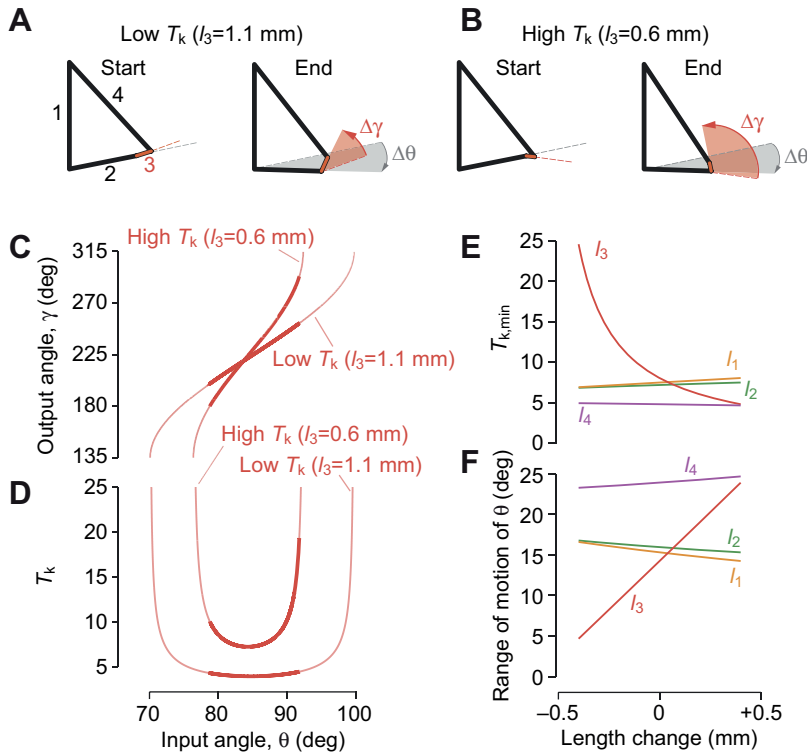 A
Low Tk (l3=1.1 mm)
Start
End
1
4
2
3
Δγ
Δθ
B
High Tk (l3=0.6 mm)
Start
End
Δγ
Δθ
C
High Tk (l3=0.6 mm)
315
270
225
180
135
Output angle, γ (deg)
Low Tk (l3=1.1 mm)
D
High Tk (l3=0.6 mm)
Low Tk (l3=1.1 mm)
25
20
15
10
5
Tk
70 80 90 100
Input angle, θ (deg)
E
25
20
15
10
5
0
Tk,min
l3
l1
l2
l4
F
25
20
15
10
5
0
Range of motion of θ (deg)
l4
l2
l1
l3
–0.5 0 +0.5
Length change (mm)